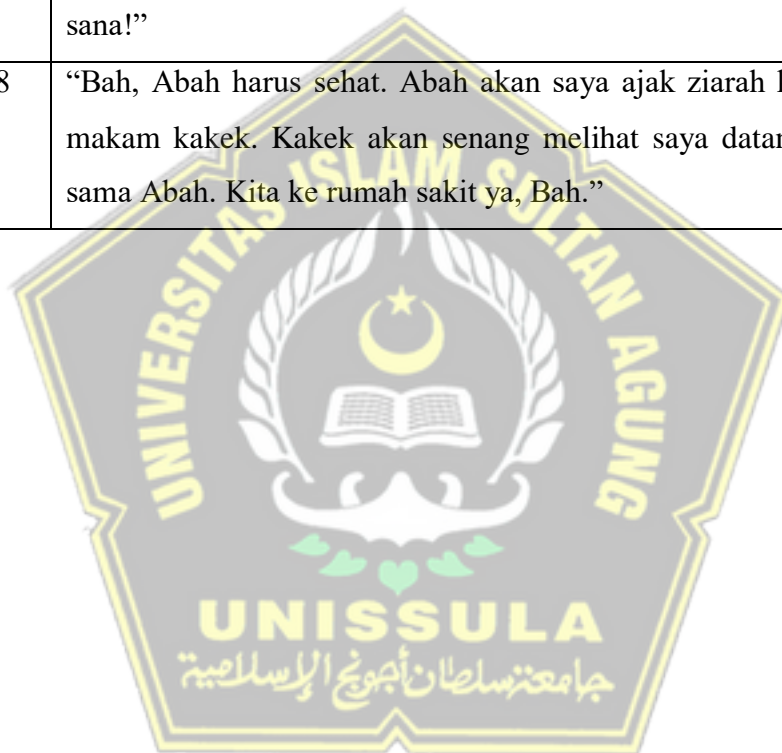 sana!”
8 “Bah, Abah harus sehat. Abah akan saya ajak ziarah
makam kakek. Kakek akan senang melihat saya datan
sama Abah. Kita ke rumah sakit ya, Bah.”
UNIVERSITAS ISLAM SULTAN AGUNG
UNISSULA
جامعة سلطان أجونج الإسلامية